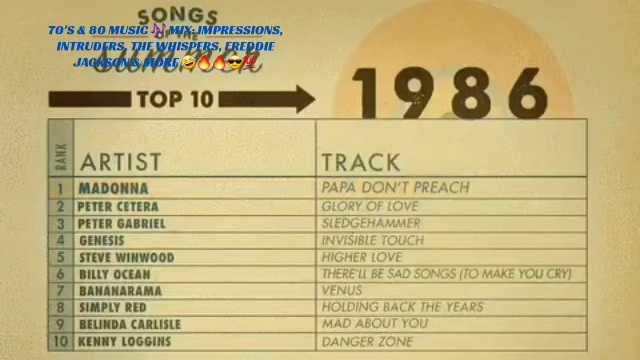 SONGS
OF THE
summer
70'S & 80 MUSIC 🎶 MIX: IMPRESSIONS,
INTRUDERS, THE WHISPERS, FREDDIE
JACKSON & MORE 🤣🔥🔥😎💯
TOP 10
1986
RANK ARTIST TRACK
1 MADONNA PAPA DON'T PREACH
2 PETER CETERA GLORY OF LOVE
3 PETER GABRIEL SLEDGEHAMMER
4 GENESIS INVISIBLE TOUCH
5 STEVE WINWOOD HIGHER LOVE
6 BILLY OCEAN THERE'LL BE SAD SONGS (TO MAKE YOU CRY)
7 BANANARAMA VENUS
8 SIMPLY RED HOLDING BACK THE YEARS
9 BELINDA CARLISLE MAD ABOUT YOU
10 KENNY LOGGINS DANGER ZONE